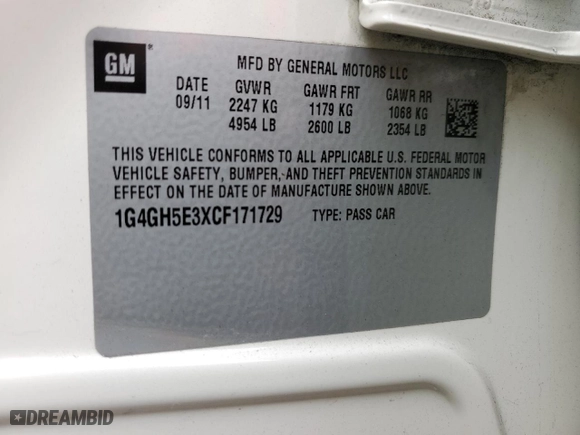 GM
®
MFD BY GENERAL MOTORS LLC
DATE GVWR GAWR FRT GAWR RR
09/11 2247 KG 1179 KG 1068 KG
4954 LB 2600 LB 2354 LB
THIS VEHICLE CONFORMS TO ALL APPLICABLE U.S. FEDERAL MOTOR
VEHICLE SAFETY, BUMPER, AND THEFT PREVENTION STANDARDS IN
EFFECT ON THE DATE OF MANUFACTURE SHOWN ABOVE.
1G4GH5E3XCF171729 TYPE: PASS CAR
DREAMBID